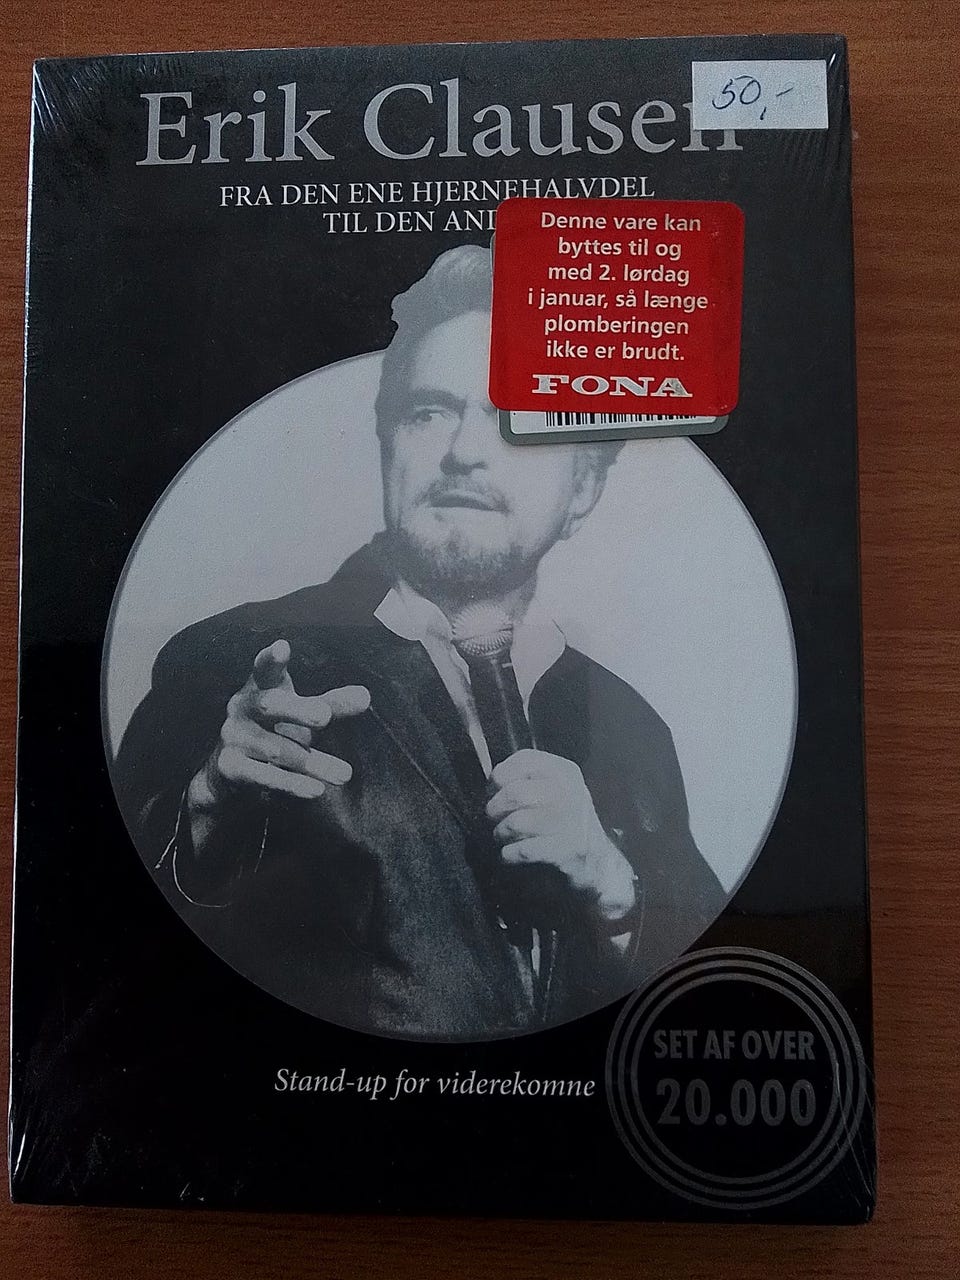 Erik Clausen
50,-
FRA DEN ENE HJERNEHALVDEL
TIL DEN
Denne vare kan
byttes til og
med 2. lørdag
i januar, så længe
plomberingen
ikke er brudt.
FONA
Stand-up for viderekomne
SET AF OVER
20.000